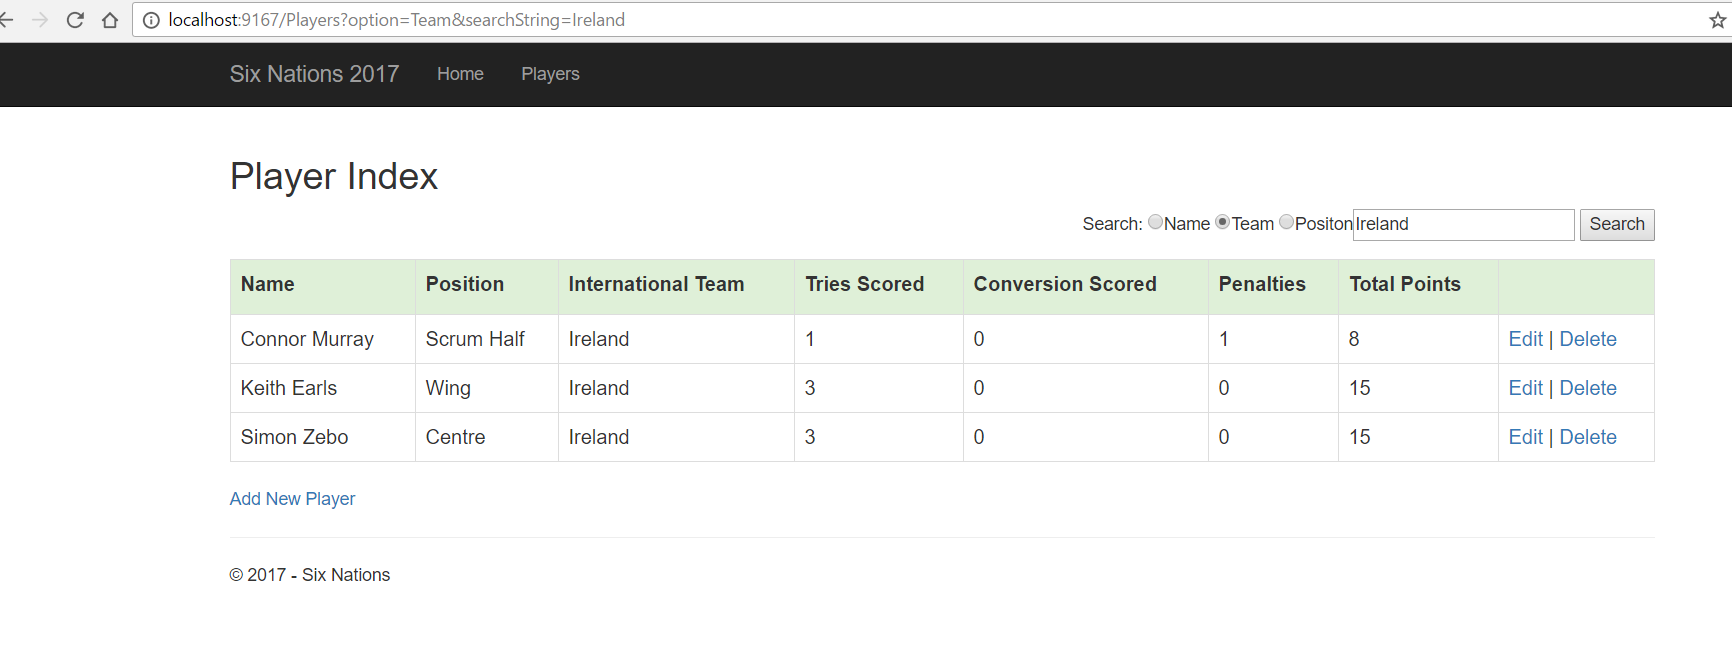 localhost:9167/Players?option=Team&searchString=Ireland
Six Nations 2017 Home Players
Player Index
Search: Name Team Positon Ireland Search
Name Position International Team Tries Scored Conversion Scored Penalties Total Points
Connor Murray Scrum Half Ireland 1 0 1 8 Edit | Delete
Keith Earls Wing Ireland 3 0 0 15 Edit | Delete
Simon Zebo Centre Ireland 3 0 0 15 Edit | Delete
Add New Player
© 2017 - Six Nations